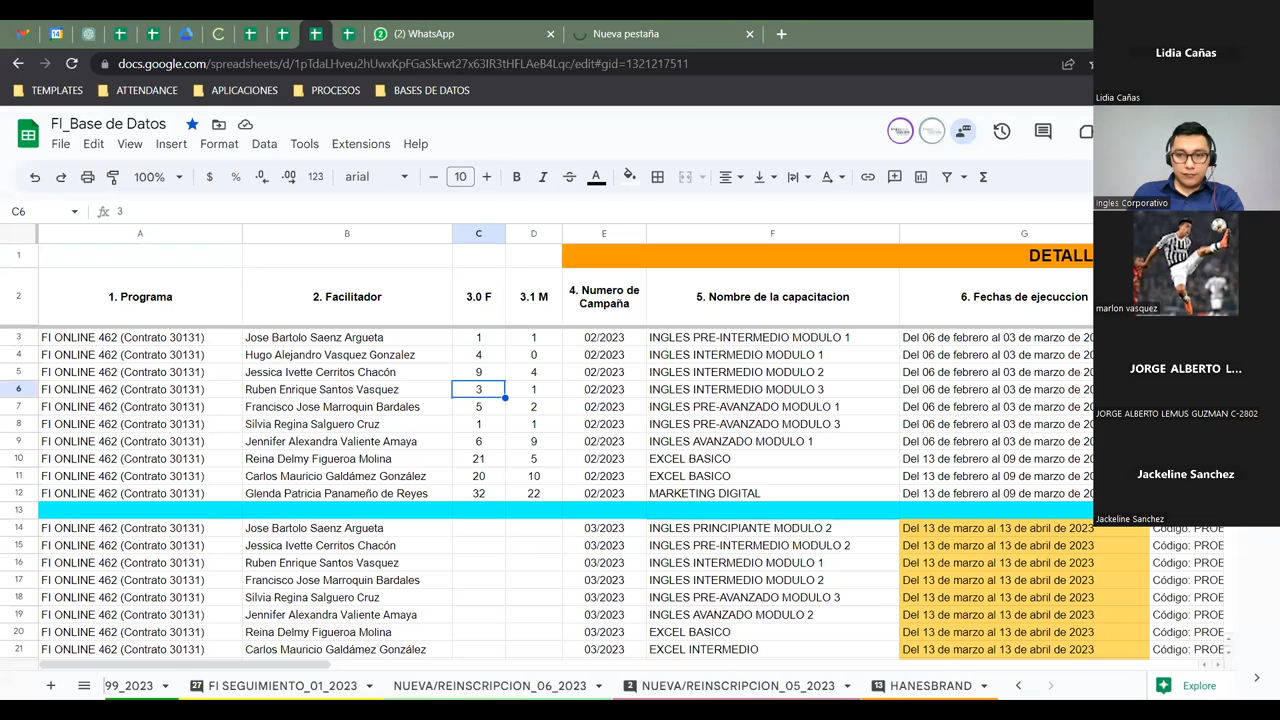 (2) WhatsApp
Nueva pestaña
docs.google.com/spreadsheets/d/1pTdaLHveu2hUwxKpFGaSkEwt27x63IR3tHFLAeB4Lqc/edit#gid=1321217511
TEMPLATES ATTENDANCE APLICACIONES PROCESOS BASES DE DATOS
FI_Base de Datos
File Edit View Insert Format Data Tools Extensions Help
100% $ % .0 .00 123 arial 10 B I A
C6 fx 3
A B C D E F G
1 DETALL
2 1. Programa 2. Facilitador 3.0 F 3.1 M 4. Numero de Campaña 5. Nombre de la capacitacion 6. Fechas de ejecuccion
3 FI ONLINE 462 (Contrato 30131) Jose Bartolo Saenz Argueta 1 1 02/2023 INGLES PRE-INTERMEDIO MODULO 1 Del 06 de febrero al 03 de marzo de 20
4 FI ONLINE 462 (Contrato 30131) Hugo Alejandro Vasquez Gonzalez 4 0 02/2023 INGLES INTERMEDIO MODULO 1 Del 06 de febrero al 03 de marzo de 20
5 FI ONLINE 462 (Contrato 30131) Jessica Ivette Cerritos Chacón 9 4 02/2023 INGLES INTERMEDIO MODULO 2 Del 06 de febrero al 03 de marzo de 20
6 FI ONLINE 462 (Contrato 30131) Ruben Enrique Santos Vasquez 3 1 02/2023 INGLES INTERMEDIO MODULO 3 Del 06 de febrero al 03 de marzo de 20
7 FI ONLINE 462 (Contrato 30131) Francisco Jose Marroquin Bardales 5 2 02/2023 INGLES PRE-AVANZADO MODULO 1 Del 06 de febrero al 03 de marzo de 20
8 FI ONLINE 462 (Contrato 30131) Silvia Regina Salguero Cruz 1 1 02/2023 INGLES PRE-AVANZADO MODULO 3 Del 06 de febrero al 03 de marzo de 20
9 FI ONLINE 462 (Contrato 30131) Jennifer Alexandra Valiente Amaya 6 9 02/2023 INGLES AVANZADO MODULO 1 Del 06 de febrero al 03 de marzo de 20
10 FI ONLINE 462 (Contrato 30131) Reina Delmy Figueroa Molina 21 5 02/2023 EXCEL BASICO Del 13 de febrero al 09 de marzo de 20
11 FI ONLINE 462 (Contrato 30131) Carlos Mauricio Galdámez González 20 10 02/2023 EXCEL BASICO Del 13 de febrero al 09 de marzo de 20
12 FI ONLINE 462 (Contrato 30131) Glenda Patricia Panameño de Reyes 32 22 02/2023 MARKETING DIGITAL Del 13 de febrero al 09 de marzo de 20
13
14 FI ONLINE 462 (Contrato 30131) Jose Bartolo Saenz Argueta 03/2023 INGLES PRINCIPIANTE MODULO 2 Del 13 de marzo al 13 de abril de 2023 Código: PROE
15 FI ONLINE 462 (Contrato 30131) Jessica Ivette Cerritos Chacón 03/2023 INGLES PRE-INTERMEDIO MODULO 2 Del 13 de marzo al 13 de abril de 2023 Código: PROE
16 FI ONLINE 462 (Contrato 30131) Ruben Enrique Santos Vasquez 03/2023 INGLES INTERMEDIO MODULO 1 Del 13 de marzo al 13 de abril de 2023 Código: PROE
17 FI ONLINE 462 (Contrato 30131) Francisco Jose Marroquin Bardales 03/2023 INGLES INTERMEDIO MODULO 2 Del 13 de marzo al 13 de abril de 2023 Código: PROE
18 FI ONLINE 462 (Contrato 30131) Silvia Regina Salguero Cruz 03/2023 INGLES PRE-AVANZADO MODULO 3 Del 13 de marzo al 13 de abril de 2023 Código: PROE
19 FI ONLINE 462 (Contrato 30131) Jennifer Alexandra Valiente Amaya 03/2023 INGLES AVANZADO MODULO 2 Del 13 de marzo al 13 de abril de 2023 Código: PROE
20 FI ONLINE 462 (Contrato 30131) Reina Delmy Figueroa Molina 03/2023 EXCEL BASICO Del 13 de marzo al 13 de abril de 2023 Código: PROE
21 FI ONLINE 462 (Contrato 30131) Carlos Mauricio Galdámez González 03/2023 EXCEL INTERMEDIO Del 13 de marzo al 13 de abril de 2023 Código: PROE
99_2023 27 FI SEGUIMIENTO_01_2023 NUEVA/REINSCRIPCION_06_2023 2 NUEVA/REINSCRIPCION_05_2023 13 HANESBRAND Explore
Lidia Cañas
Lidia Cañas
Ingles Corporativo
marlon vasquez
JORGE ALBERTO L...
JORGE ALBERTO LEMUS GUZMAN C-2802
Jackeline Sanchez
Jackeline Sanchez